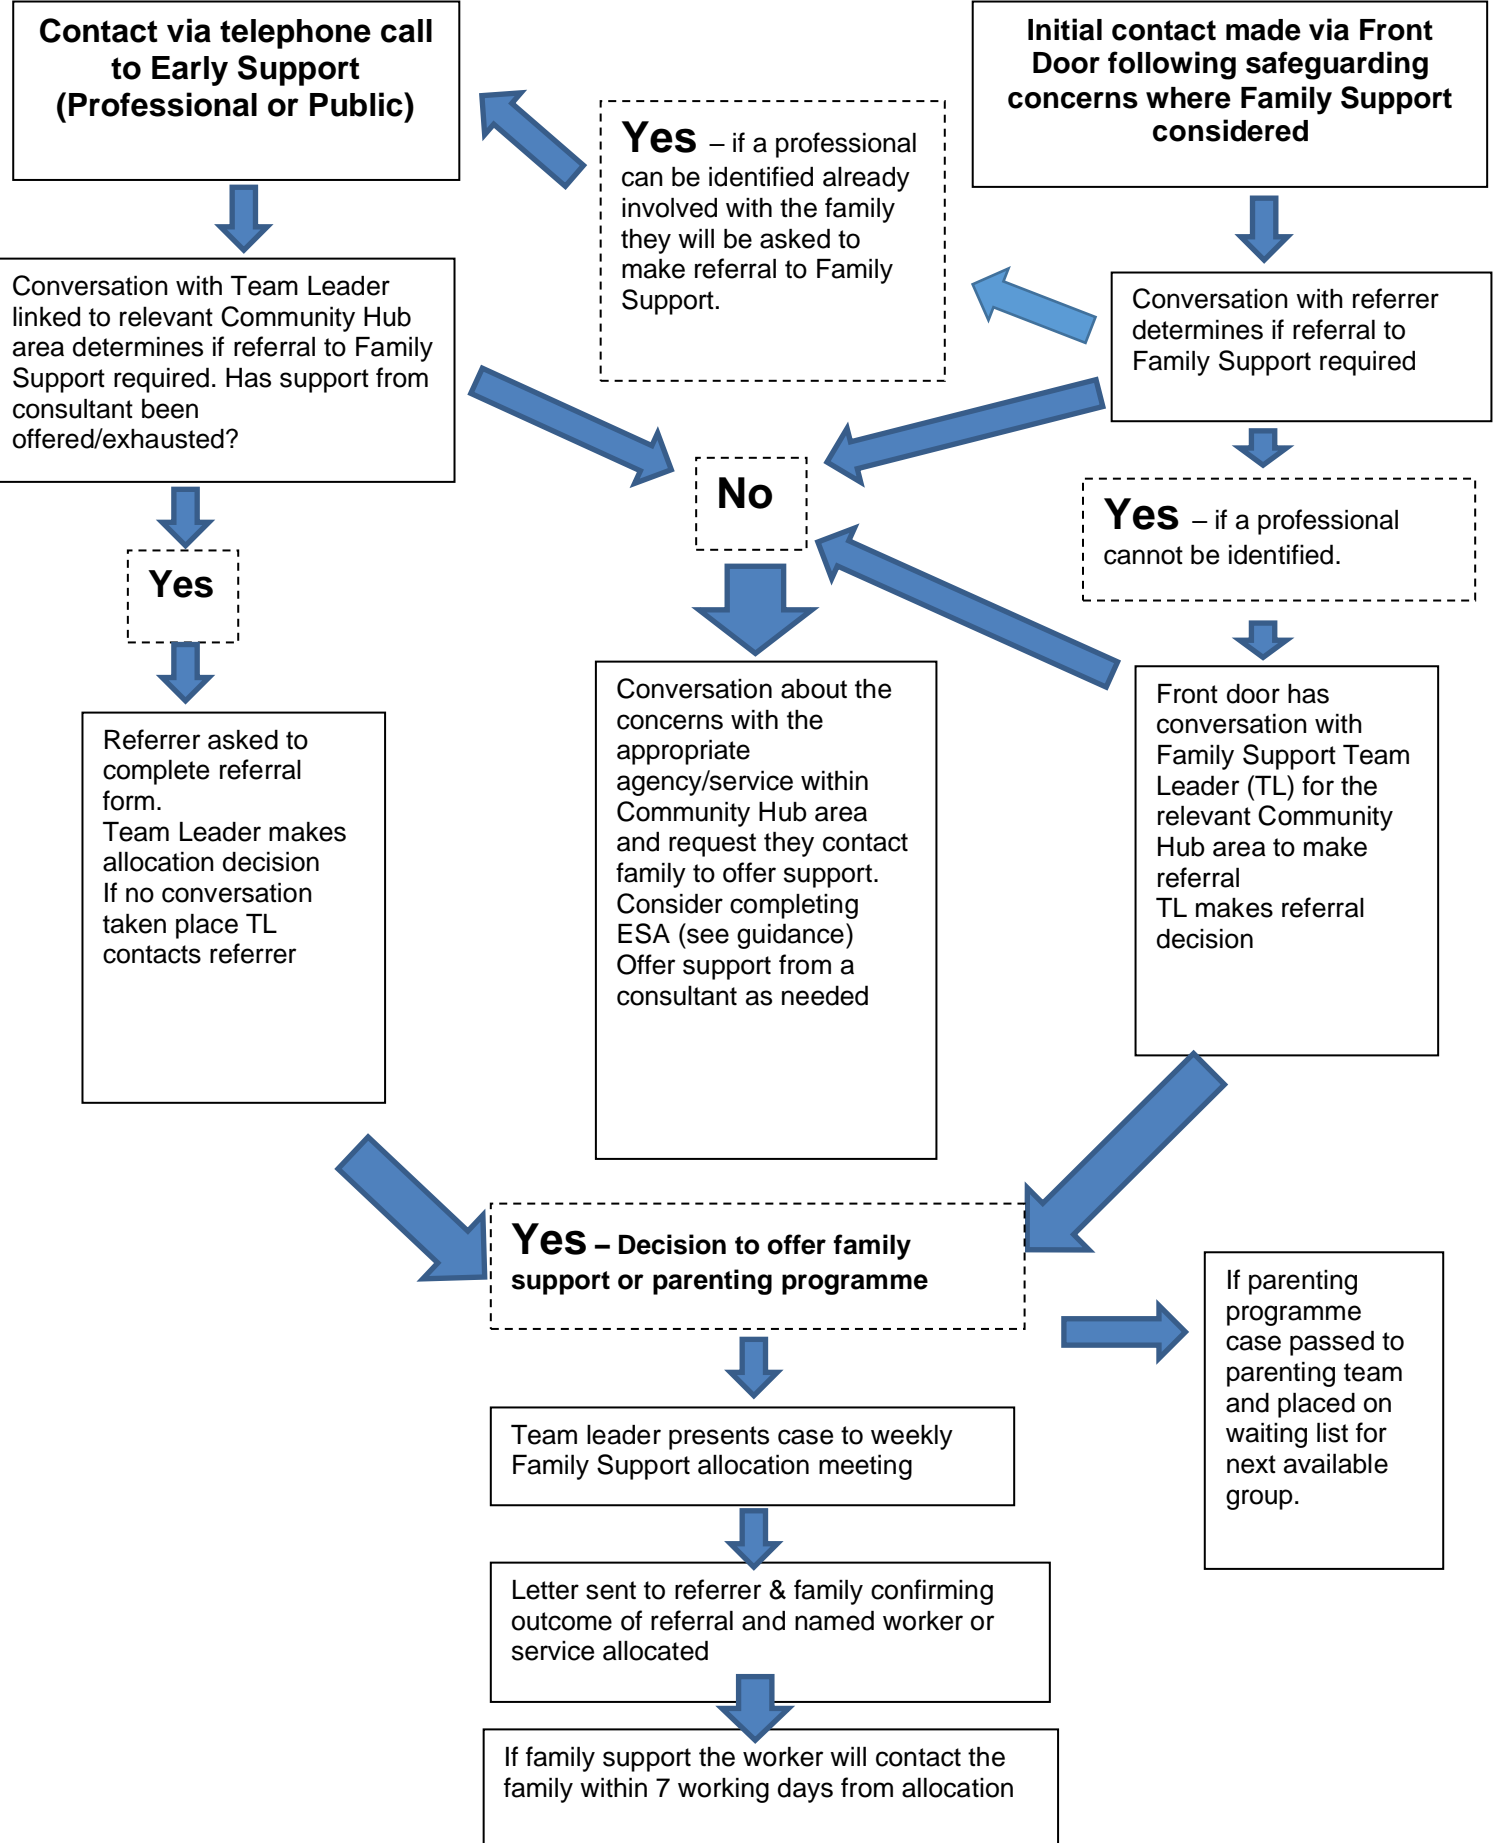 Contact via telephone call
to Early Support
(Professional or Public)
Initial contact made via Front
Door following safeguarding
concerns where Family Support
considered
Yes – if a professional
can be identified already
involved with the family
they will be asked to
make referral to Family
Support.
Conversation with Team Leader
linked to relevant Community Hub
area determines if referral to Family
Support required. Has support from
consultant been
offered/exhausted?
Conversation with referrer
determines if referral to
Family Support required
No
Yes – if a professional
cannot be identified.
Yes
Referrer asked to
complete referral
form.
Team Leader makes
allocation decision
If no conversation
taken place TL
contacts referrer
Conversation about the
concerns with the
appropriate
agency/service within
Community Hub area
and request they contact
family to offer support.
Consider completing
ESA (see guidance)
Offer support from a
consultant as needed
Front door has
conversation with
Family Support Team
Leader (TL) for the
relevant Community
Hub area to make
referral
TL makes referral
decision
Yes – Decision to offer family
support or parenting programme
If parenting
programme
case passed to
parenting team
and placed on
waiting list for
next available
group.
Team leader presents case to weekly
Family Support allocation meeting
Letter sent to referrer & family confirming
outcome of referral and named worker or
service allocated
If family support the worker will contact the
family within 7 working days from allocation